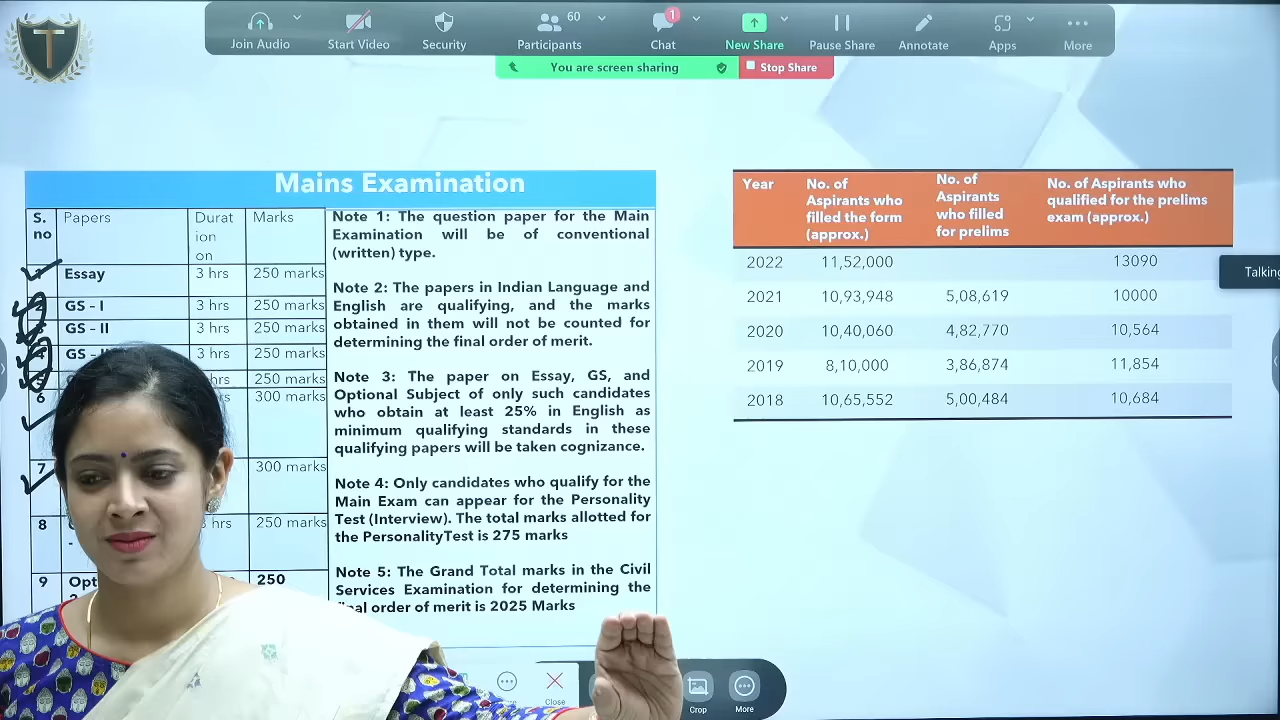 T
Join Audio
Start Video
Security
60
Participants
1
Chat
New Share
Pause Share
Annotate
Apps
More
You are screen sharing
Stop Share
Mains Examination
S. no
Papers
Durat
ion
on
Marks
Essay
3 hrs
250 marks
GS – I
3 hrs
250 marks
GS – II
3 hrs
250 marks
GS –
3 hrs
250 marks
5
hrs
250 marks
6
300 marks
7
300 marks
8
hrs
250 marks
-
9
Opt
250
Note 1: The question paper for the Main
Examination will be of conventional
(written) type.
Note 2: The papers in Indian Language and
English are qualifying, and the marks
obtained in them will not be counted for
determining the final order of merit.
Note 3: The paper on Essay, GS, and
Optional Subject of only such candidates
who obtain at least 25% in English as
minimum qualifying standards in these
qualifying papers will be taken cognizance.
Note 4: Only candidates who qualify for the
Main Exam can appear for the Personality
Test (Interview). The total marks allotted for
the PersonalityTest is 275 marks
Note 5: The Grand Total marks in the Civil
Services Examination for determining the
final order of merit is 2025 Marks
Year
No. of
Aspirants who
filled the form
(approx.)
No. of
Aspirants
who filled
for prelims
No. of Aspirants who
qualified for the prelims
exam (approx.)
2022 11,52,000 13090
2021 10,93,948 5,08,619 10000
2020 10,40,060 4,82,770 10,564
2019 8,10,000 3,86,874 11,854
2018 10,65,552 5,00,484 10,684
Talking
Close
Crop
More